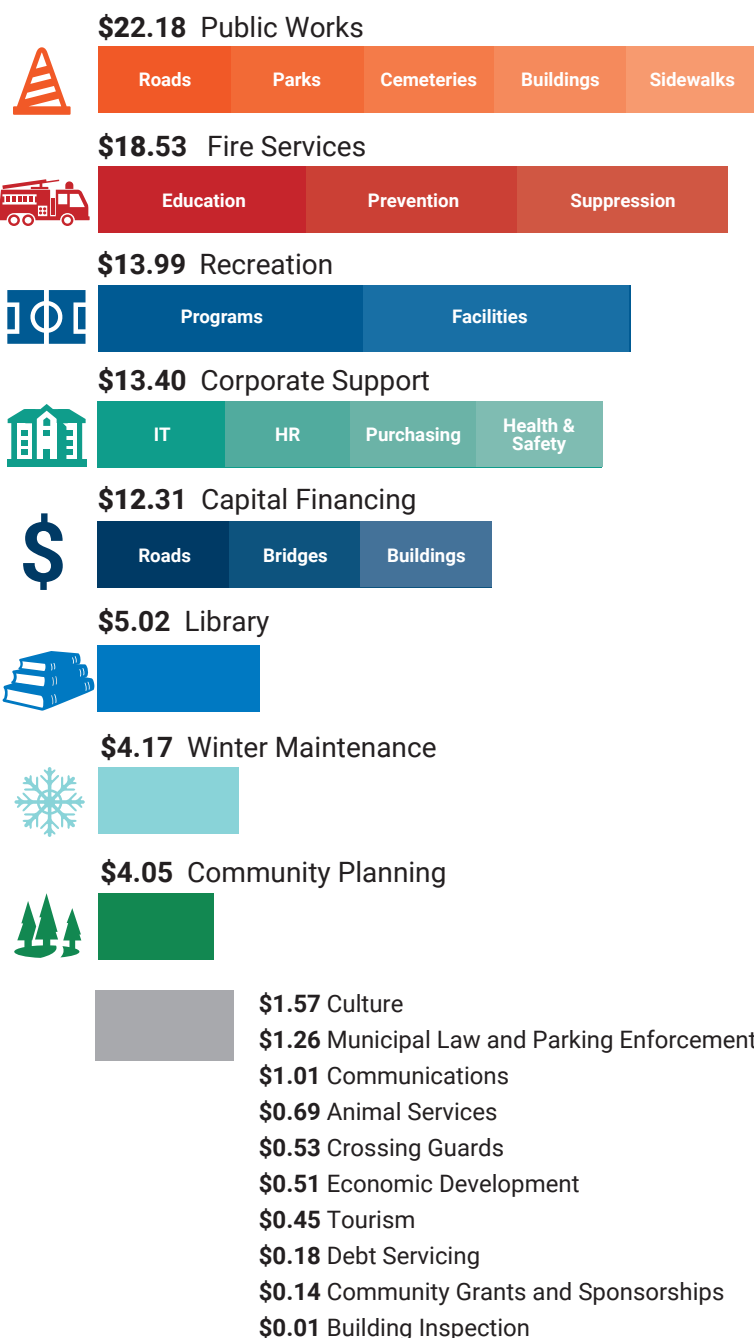 $22.18 Public Works
Roads Parks Cemeteries Buildings Sidewalks
$18.53 Fire Services
Education Prevention Suppression
$13.99 Recreation
Programs Facilities
$13.40 Corporate Support
IT HR Purchasing Health &
Safety
$12.31 Capital Financing
Roads Bridges Buildings
$
$5.02 Library
$4.17 Winter Maintenance
$4.05 Community Planning
$1.57 Culture
$1.26 Municipal Law and Parking Enforcement
$1.01 Communications
$0.69 Animal Services
$0.53 Crossing Guards
$0.51 Economic Development
$0.45 Tourism
$0.18 Debt Servicing
$0.14 Community Grants and Sponsorships
$0.01 Building Inspection